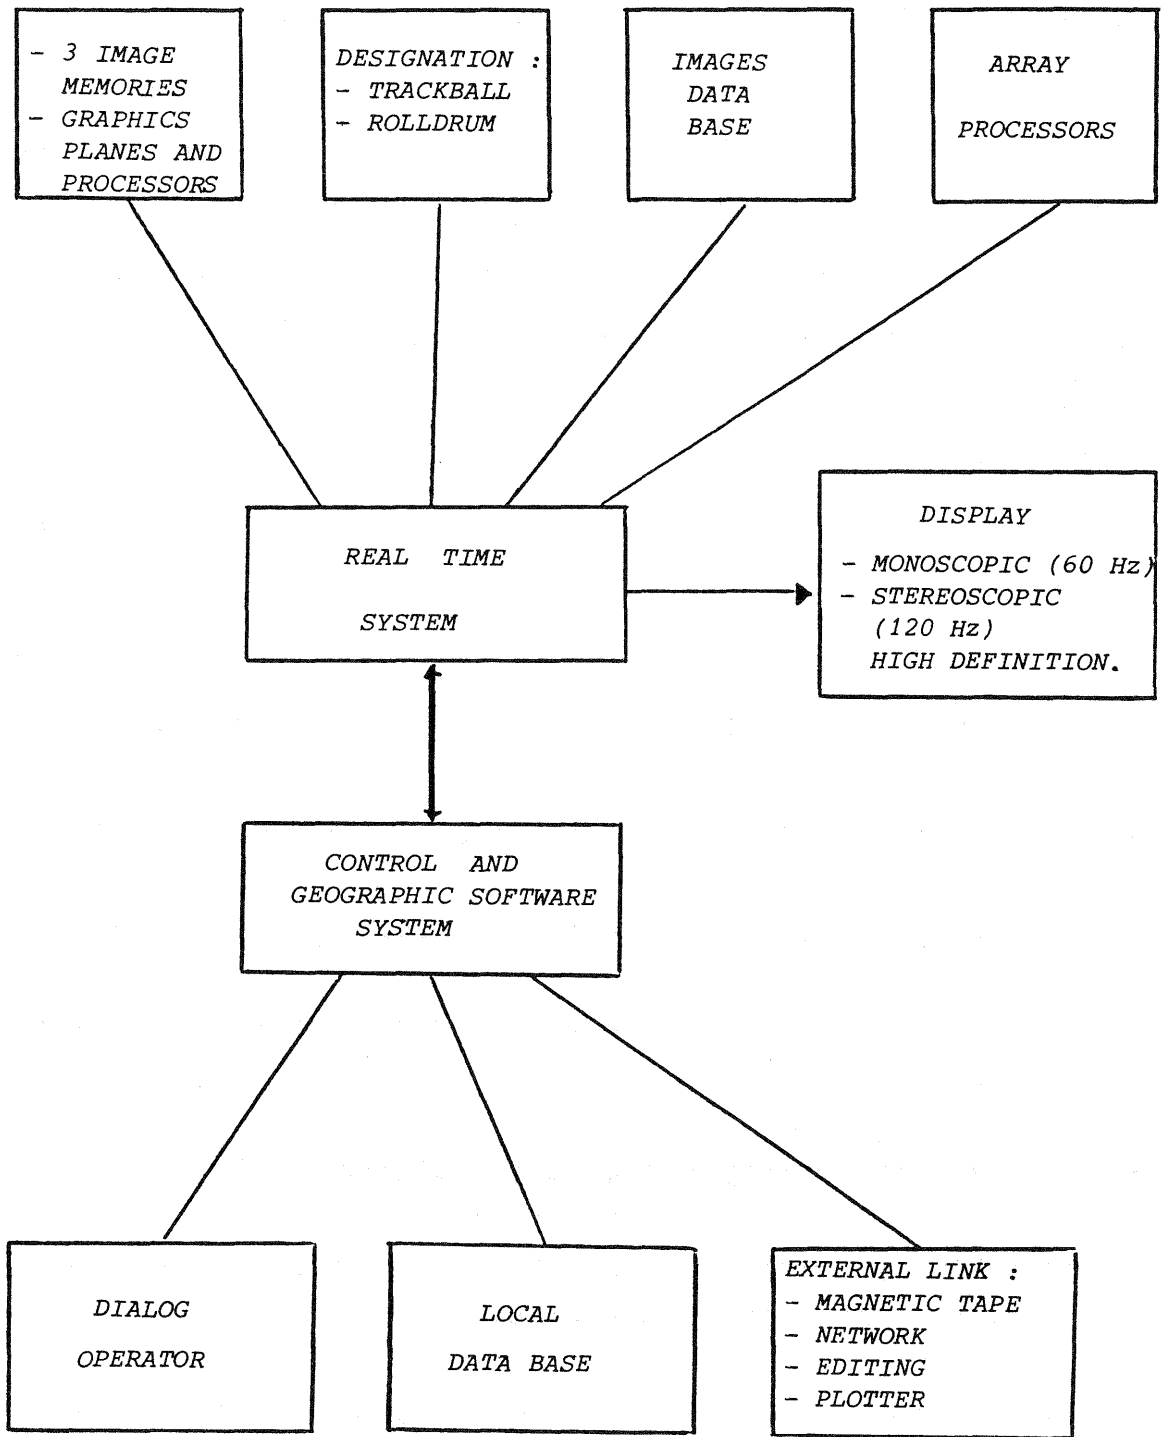 - 3 IMAGE
MEMORIES
- GRAPHICS
PLANES AND
PROCESSORS
DESIGNATION :
- TRACKBALL
- ROLLDRUM
IMAGES
DATA
BASE
ARRAY
PROCESSORS
REAL TIME
SYSTEM
DISPLAY
- MONOSCOPIC (60 Hz)
- STEREOSCOPIC
(120 Hz)
HIGH DEFINITION.
CONTROL AND
GEOGRAPHIC SOFTWARE
SYSTEM
DIALOG
OPERATOR
LOCAL
DATA BASE
EXTERNAL LINK :
- MAGNETIC TAPE
- NETWORK
- EDITING
- PLOTTER